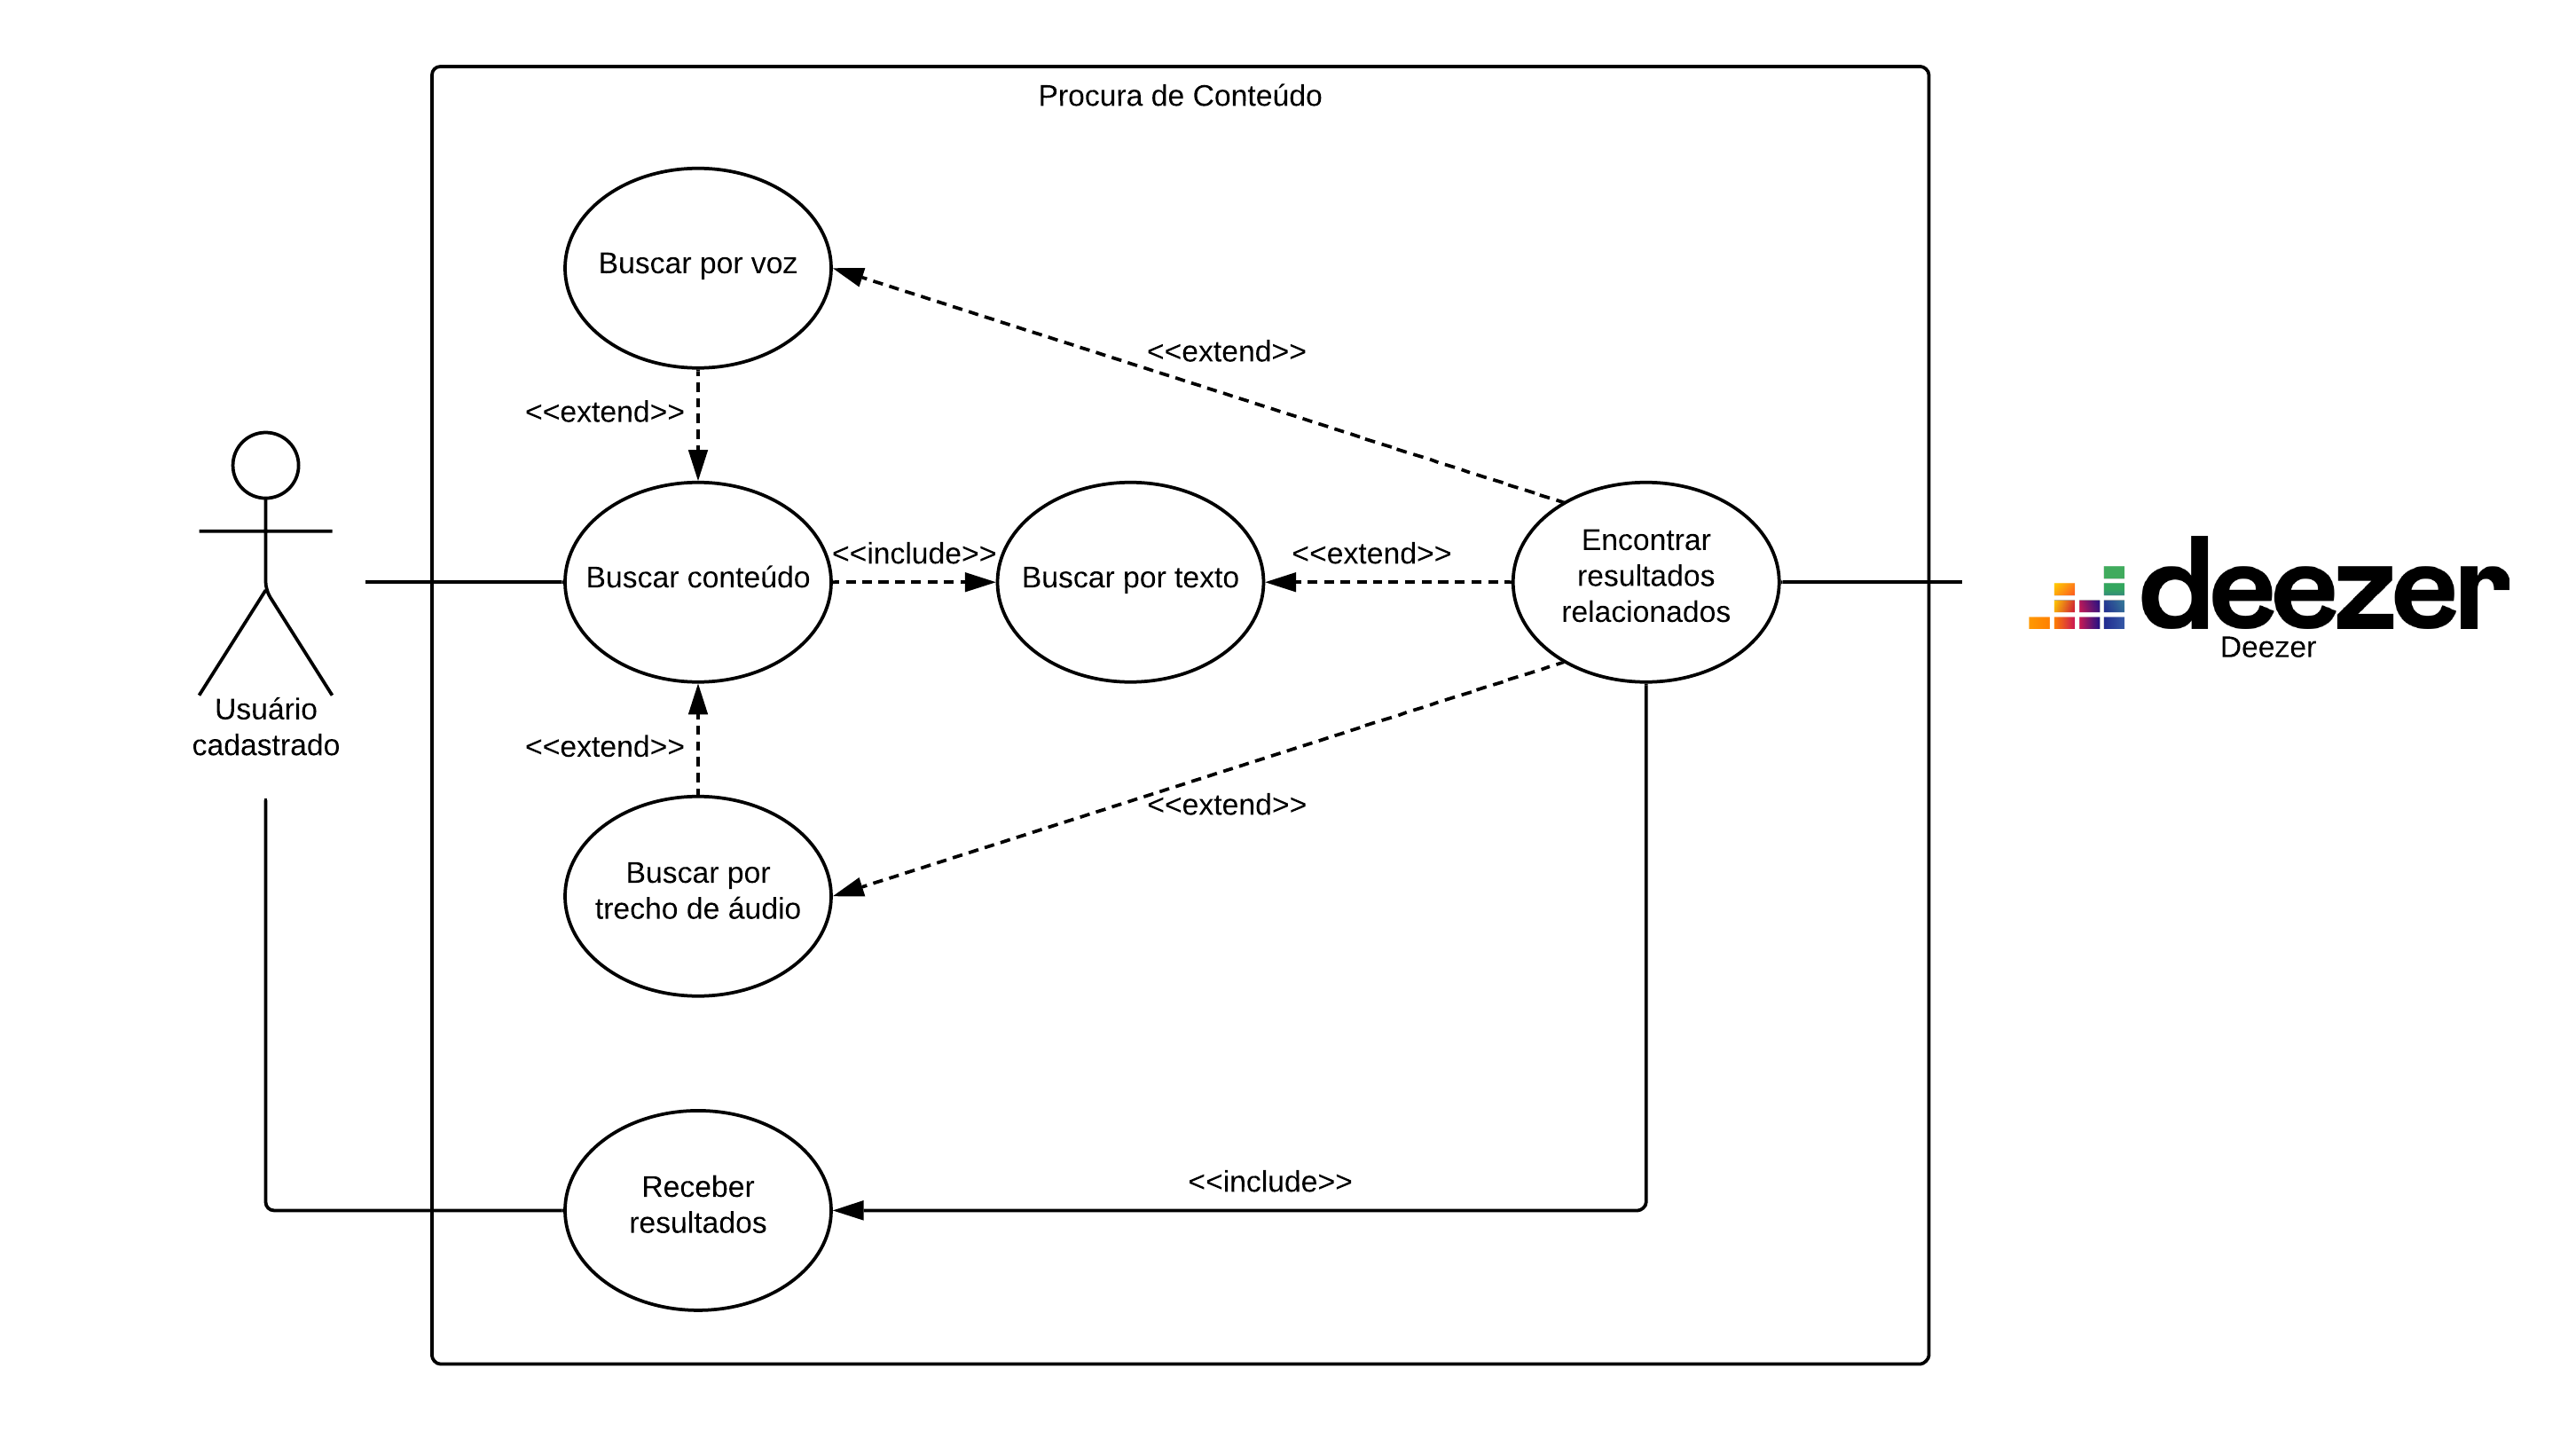 Procura de Conteúdo
Buscar por voz
<<extend>>
<<extend>>
Usuário
cadastrado
Buscar conteúdo
<<include>>
Buscar por texto
<<extend>>
Encontrar
resultados
relacionados
deezer
Deezer
<<extend>>
<<extend>>
Buscar por
trecho de áudio
Receber
resultados
<<include>>